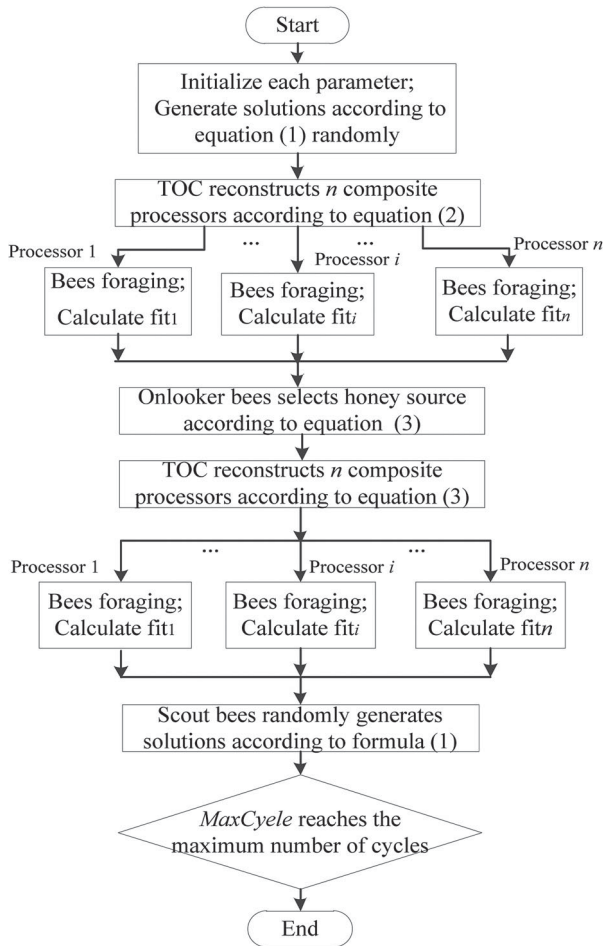 Start
Initialize each parameter;
Generate solutions according to
equation (1) randomly
TOC reconstructs n composite
processors according to equation (2)
Processor 1
...
...
Processor i
Processor n
Bees foraging;
Calculate fit1
Bees foraging;
Calculate fiti
Bees foraging;
Calculate fitn
Onlooker bees selects honey source
according to equation (3)
TOC reconstructs n composite
processors according to equation (3)
...
...
Processor 1
Processor i
Processor n
Bees foraging;
Calculate fit1
Bees foraging;
Calculate fiti
Bees foraging;
Calculate fitn
Scout bees randomly generates
solutions according to formula (1)
MaxCyele reaches the
maximum number of cycles
End